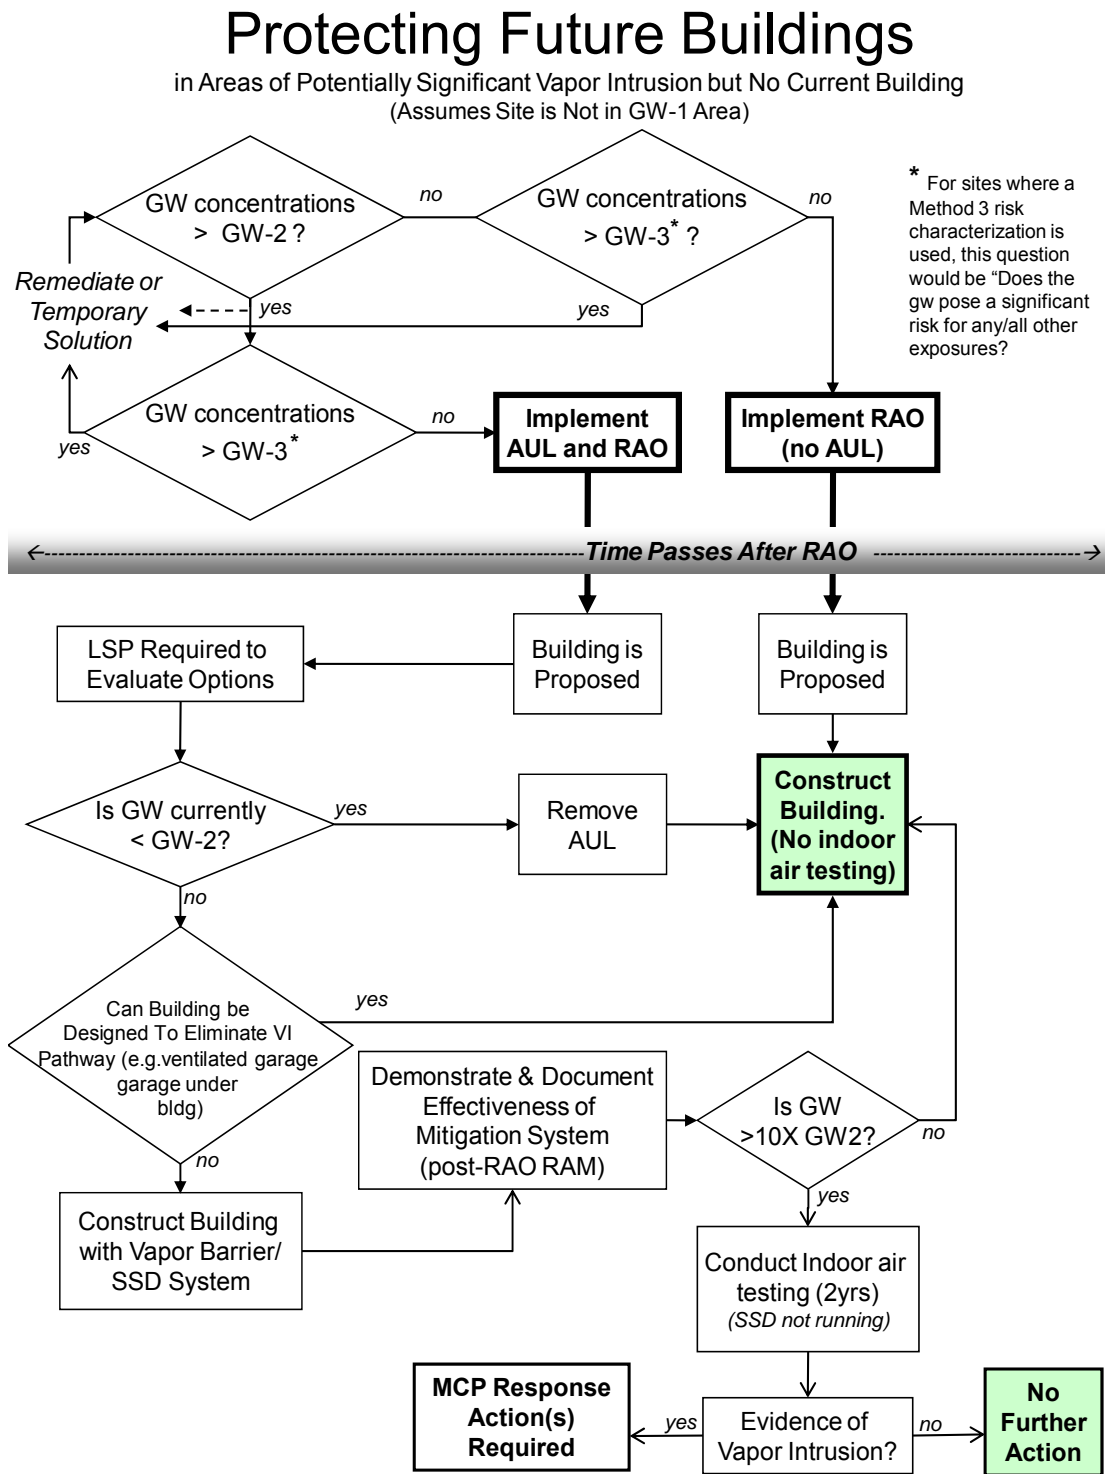 Protecting Future Buildings
in Areas of Potentially Significant Vapor Intrusion but No Current Building
(Assumes Site is Not in GW-1 Area)
GW concentrations
> GW-2 ?
no
GW concentrations
> GW-3* ?
no
* For sites where a
Method 3 risk
characterization is
used, this question
would be “Does the
gw pose a significant
risk for any/all other
exposures?
Remediate or
Temporary
Solution
yes
yes
GW concentrations
> GW-3*
yes
no
Implement
AUL and RAO
Implement RAO
(no AUL)
Time Passes After RAO
LSP Required to
Evaluate Options
Building is
Proposed
Building is
Proposed
Is GW currently
< GW-2?
yes
Remove
AUL
Construct
Building.
(No indoor
air testing)
no
Can Building be
Designed To Eliminate VI
Pathway (e.g.ventilated garage
garage under
bldg)
yes
no
Demonstrate & Document
Effectiveness of
Mitigation System
(post-RAO RAM)
Is GW
>10X GW2?
no
yes
Construct Building
with Vapor Barrier/
SSD System
Conduct Indoor air
testing (2yrs)
(SSD not running)
MCP Response
Action(s)
Required
yes
Evidence of
Vapor Intrusion?
no
No
Further
Action